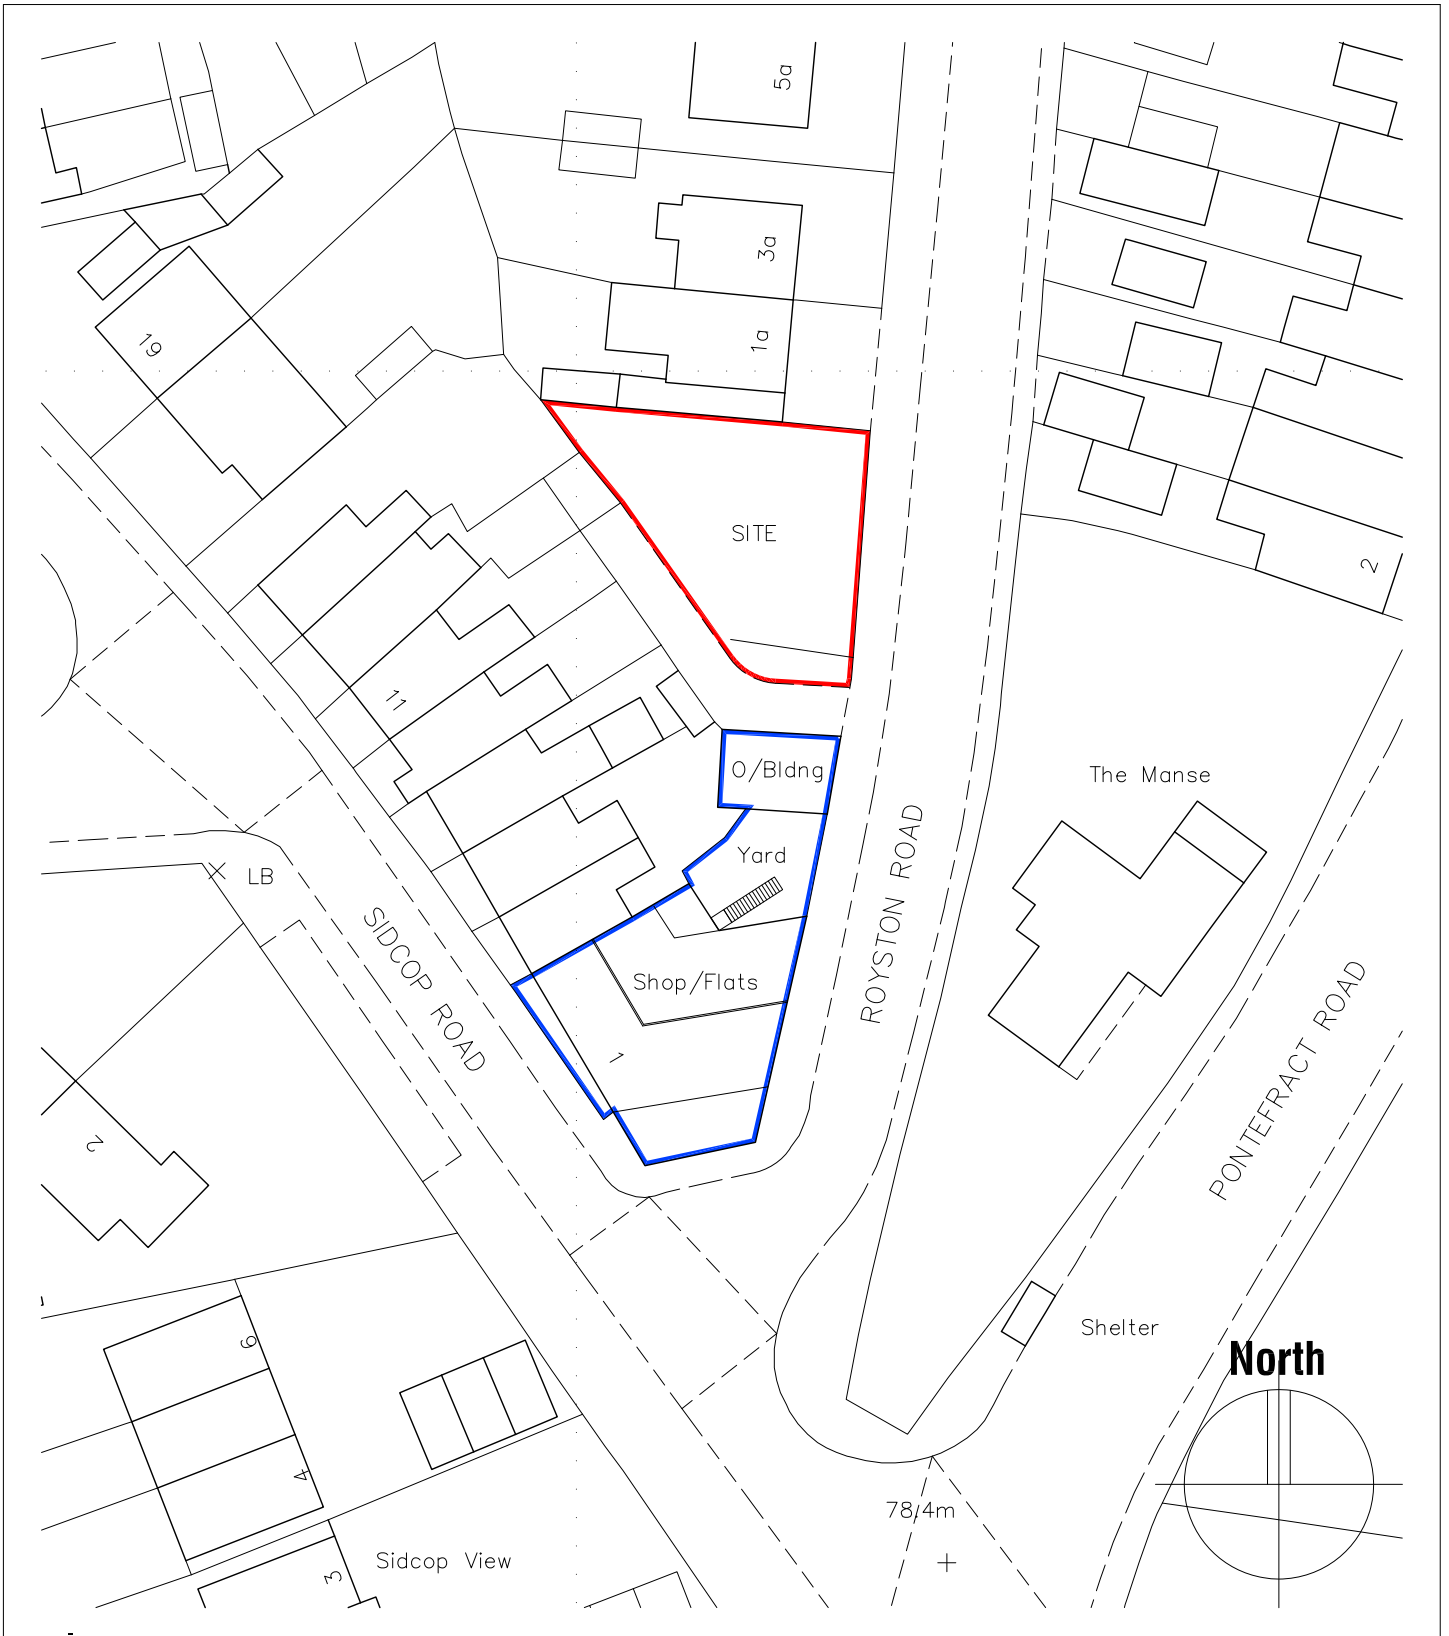 5a
3a
1a
19
SITE
2
11
The Manse
O/Bldng
Yard
LB
SIDCOP ROAD
ROYSTON ROAD
Shop/Flats
1
PONTEFRACT ROAD
2
Shelter
North
6
4
78.4m
Sidcop View
3